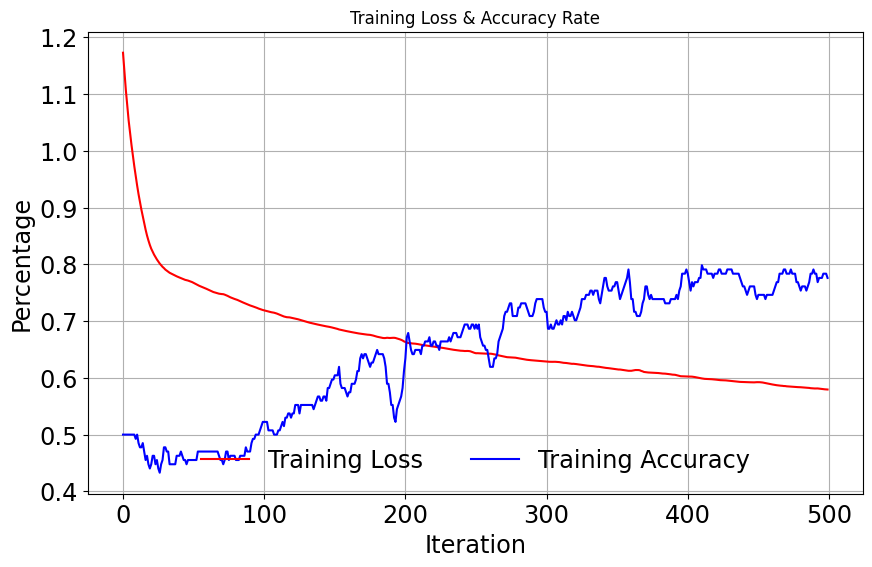 Training Loss & Accuracy Rate
1.2
1.1
1.0
0.9
0.8
0.7
0.6
0.5
0.4
Percentage
Training Loss
Training Accuracy
0 100 200 300 400 500
Iteration